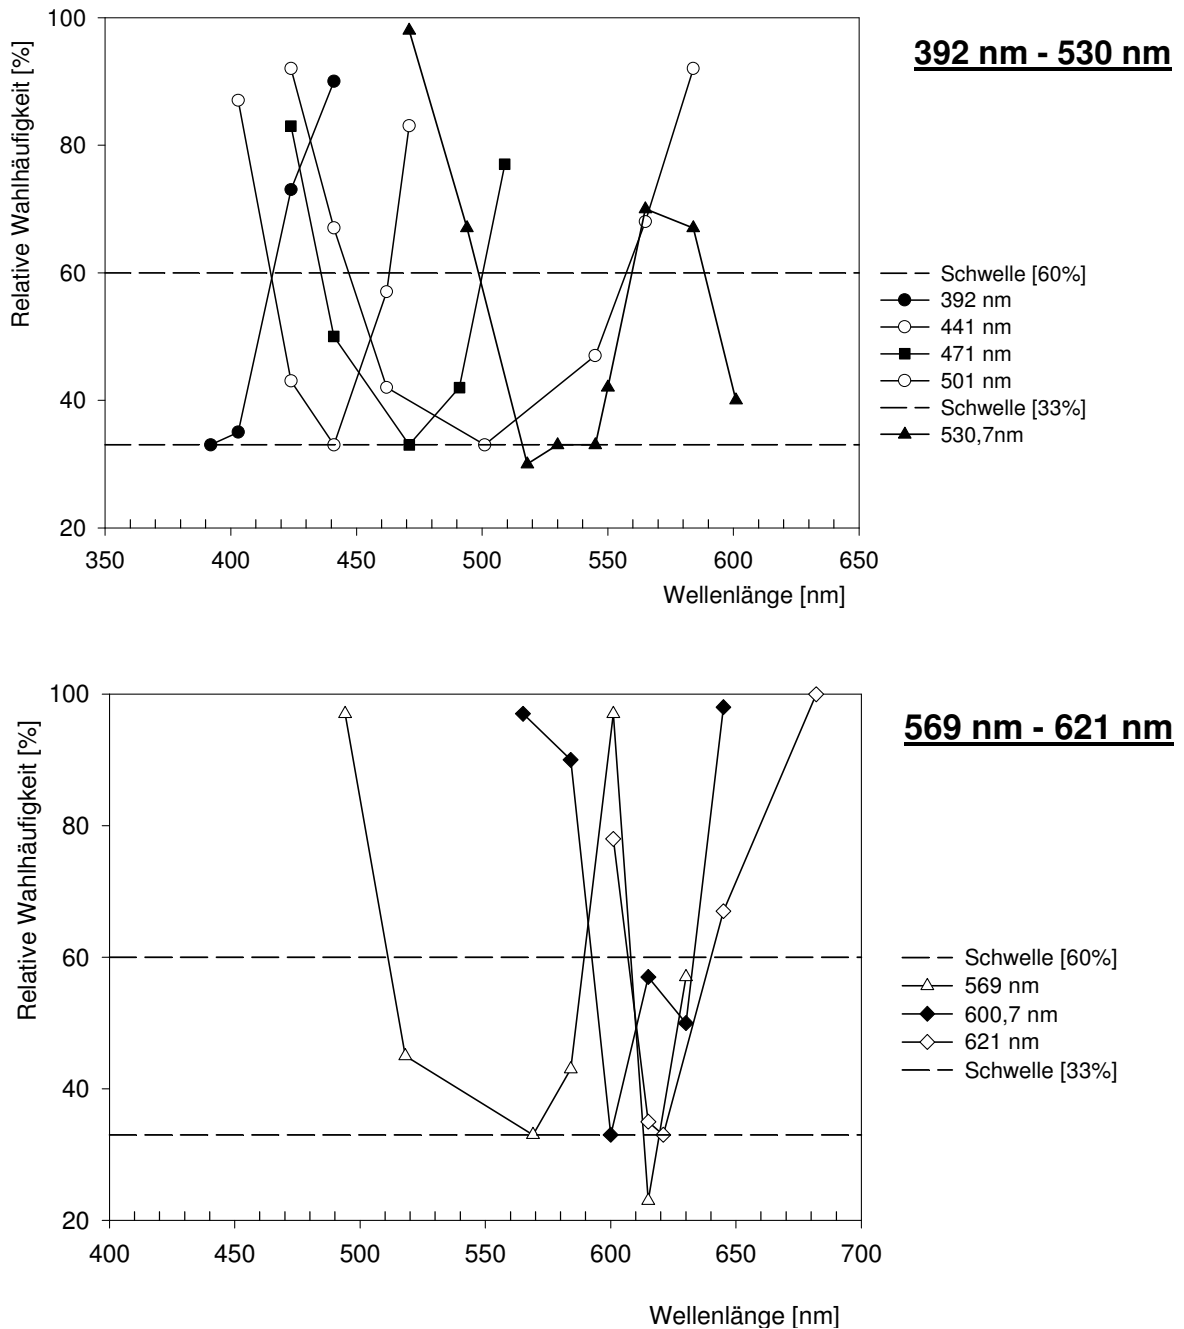 392 nm - 530 nm
Relative Wahlhäufigkeit [%]
100
80
60
40
20
350 400 450 500 550 600 650
Wellenlänge [nm]
Schwelle [60%]
392 nm
441 nm
471 nm
501 nm
Schwelle [33%]
530,7nm
569 nm - 621 nm
Relative Wahlhäufigkeit [%]
100
80
60
40
20
400 450 500 550 600 650 700
Wellenlänge [nm]
Schwelle [60%]
569 nm
600,7 nm
621 nm
Schwelle [33%]